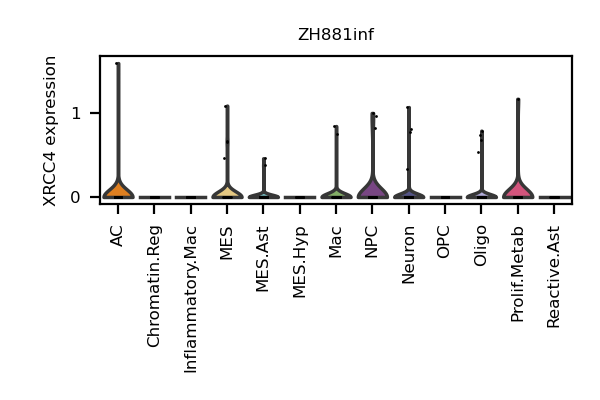 ZH881inf
XRCC4 expression
1
0
AC
Chromatin.Reg
Inflammatory.Mac
MES
MES.Ast
MES.Hyp
Mac
NPC
Neuron
OPC
Oligo
Prolif.Metab
Reactive.Ast